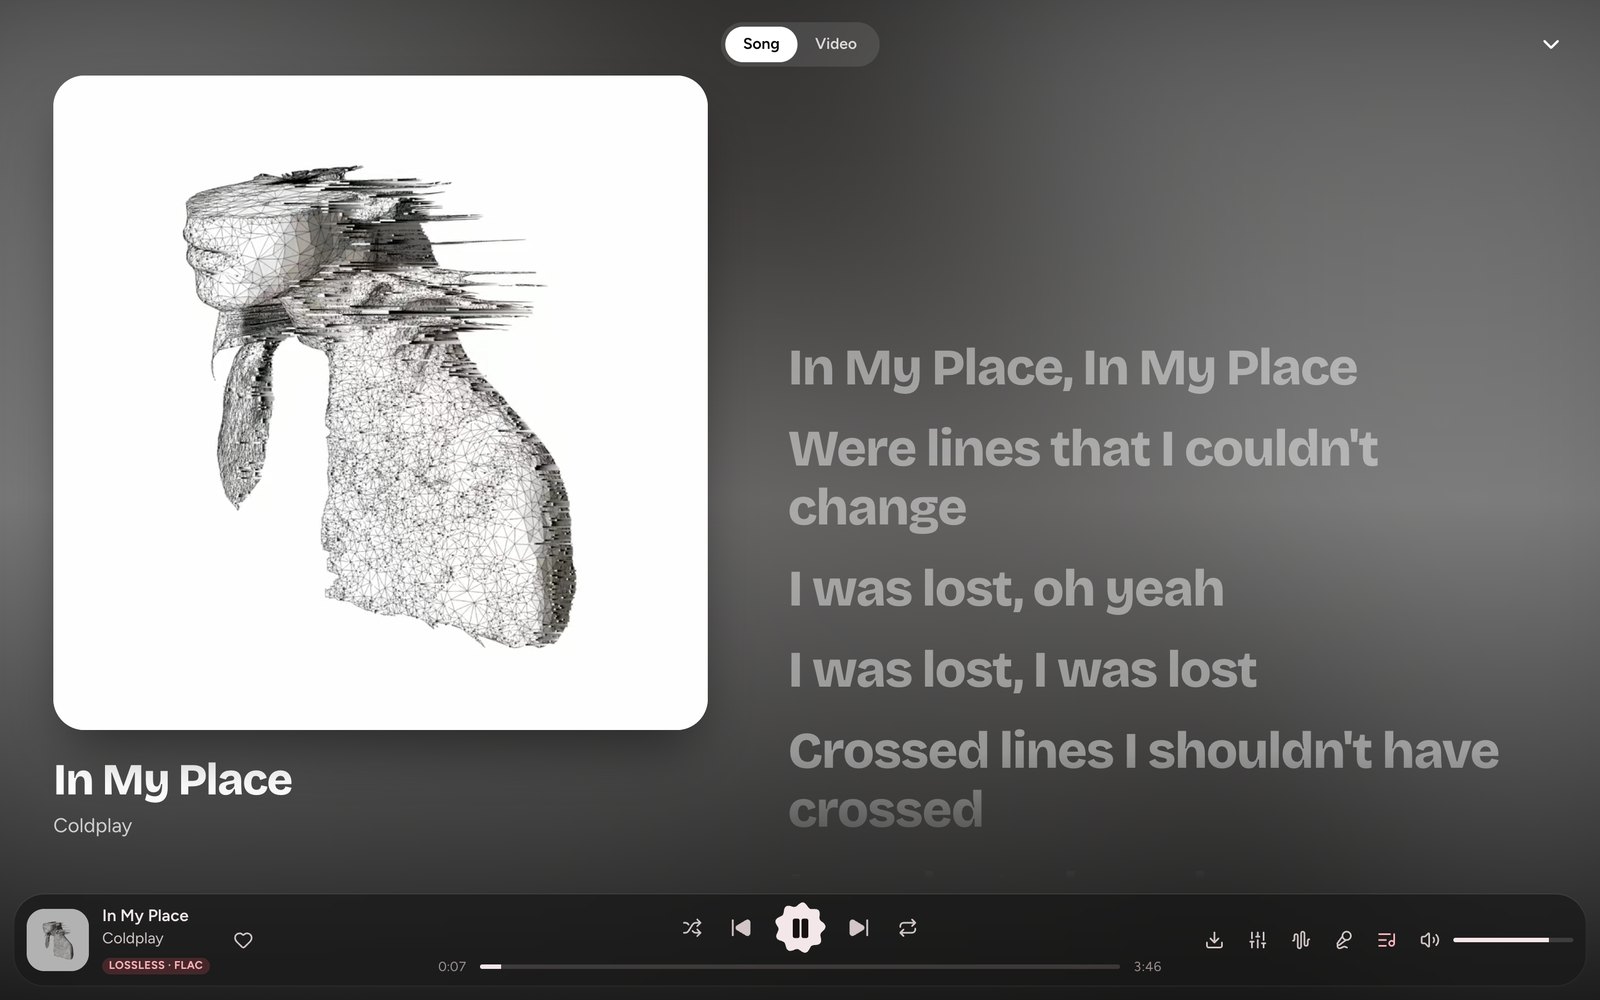 Song
Video
In My Place, In My Place
Were lines that I couldn't
change
I was lost, oh yeah
I was lost, I was lost
Crossed lines I shouldn't have
crossed
In My Place
Coldplay
In My Place
Coldplay
LOSSLESS · FLAC
0:07
3:46